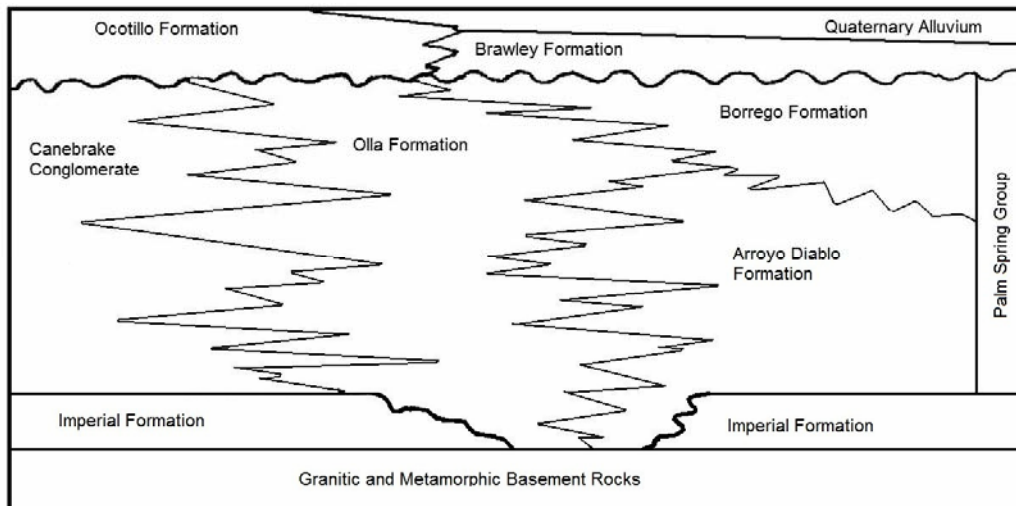 Ocotillo Formation
Quaternary Alluvium
Brawley Formation
Borrego Formation
Canebrake
Conglomerate
Olla Formation
Arroyo Diablo
Formation
Palm Spring Group
Imperial Formation
Imperial Formation
Granitic and Metamorphic Basement Rocks